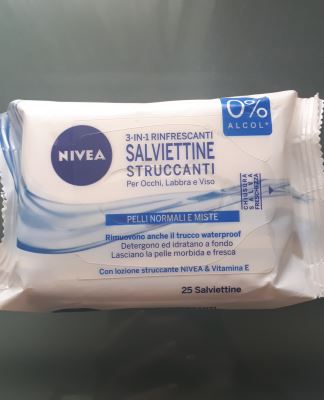 0%
ALCOL*
NIVEA
3-IN-1 RINFRESCANTI
SALVIETTINE
STRUCCANTI
Per Occhi, Labbra e Viso
CHIUSURA
SALVA
FRESCHEZZA
PELLI NORMALI E MISTE
Rimuovono anche il trucco waterproof
Detergono ed idratano a fondo
Lasciano la pelle morbida e fresca
Con lozione struccante NIVEA & Vitamina E
25 Salviettine